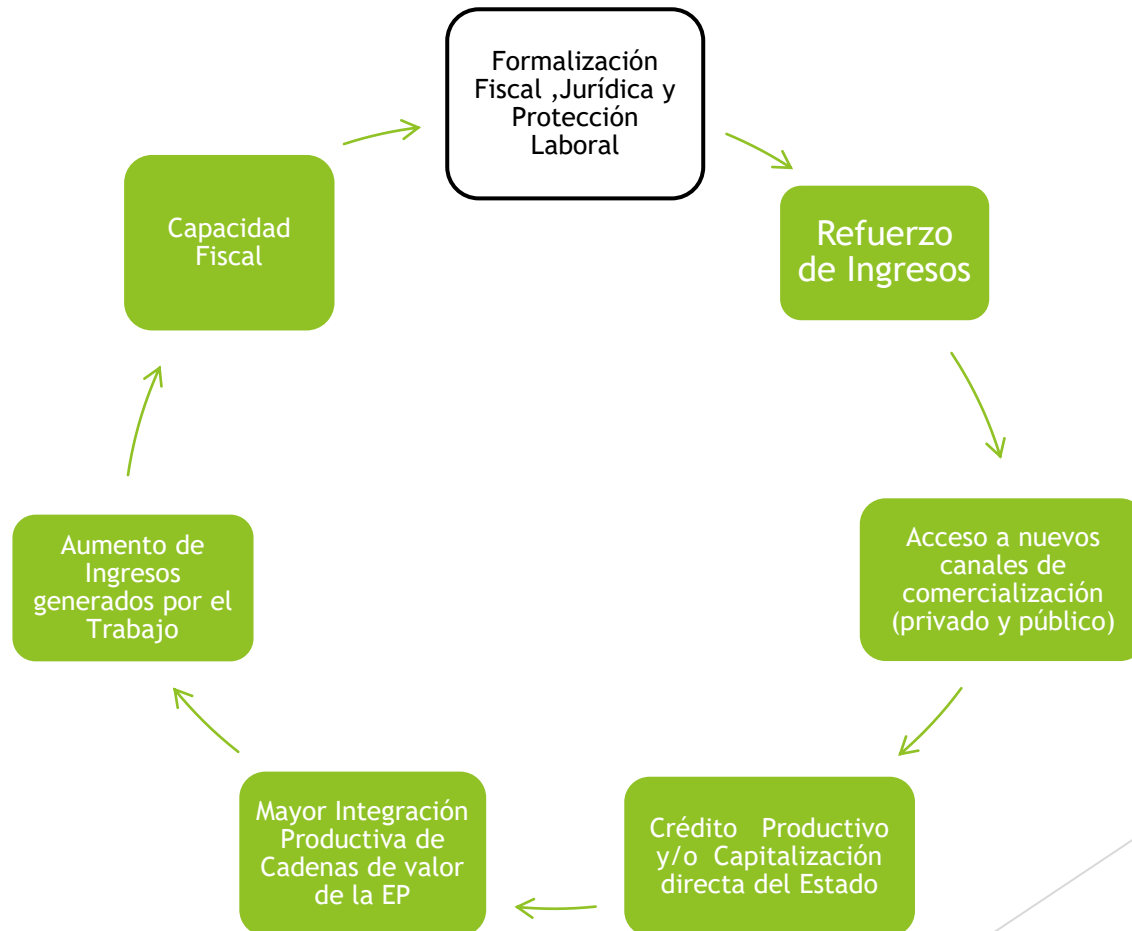 Formalización
Fiscal ,Jurídica y
Protección
Laboral
Refuerzo
de Ingresos
Acceso a nuevos
canales de
comercialización
(privado y público)
Crédito Productivo
y/o Capitalización
directa del Estado
Mayor Integración
Productiva de
Cadenas de valor
de la EP
Aumento de
Ingresos
generados por el
Trabajo
Capacidad
Fiscal